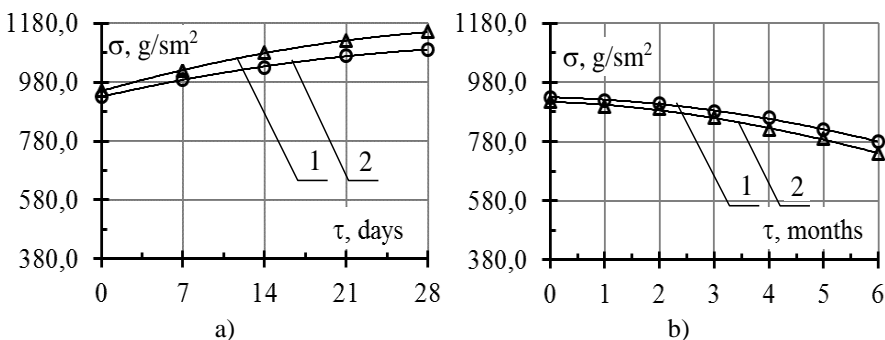 1180,0
σ, g/sm²
980,0
780,0
1 2
580,0
τ, days
380,0
0 7 14 21 28
a)
1180,0
σ, g/sm²
980,0
780,0
1 2
580,0
τ, months
380,0
0 1 2 3 4 5 6
b)